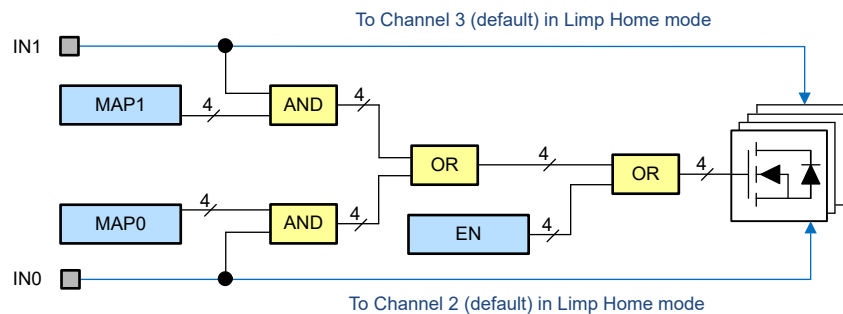 To Channel 3 (default) in Limp Home mode
IN1
MAP1
4
AND
4
OR
4
OR
4
MAP0
4
AND
4
EN
4
IN0
To Channel 2 (default) in Limp Home mode